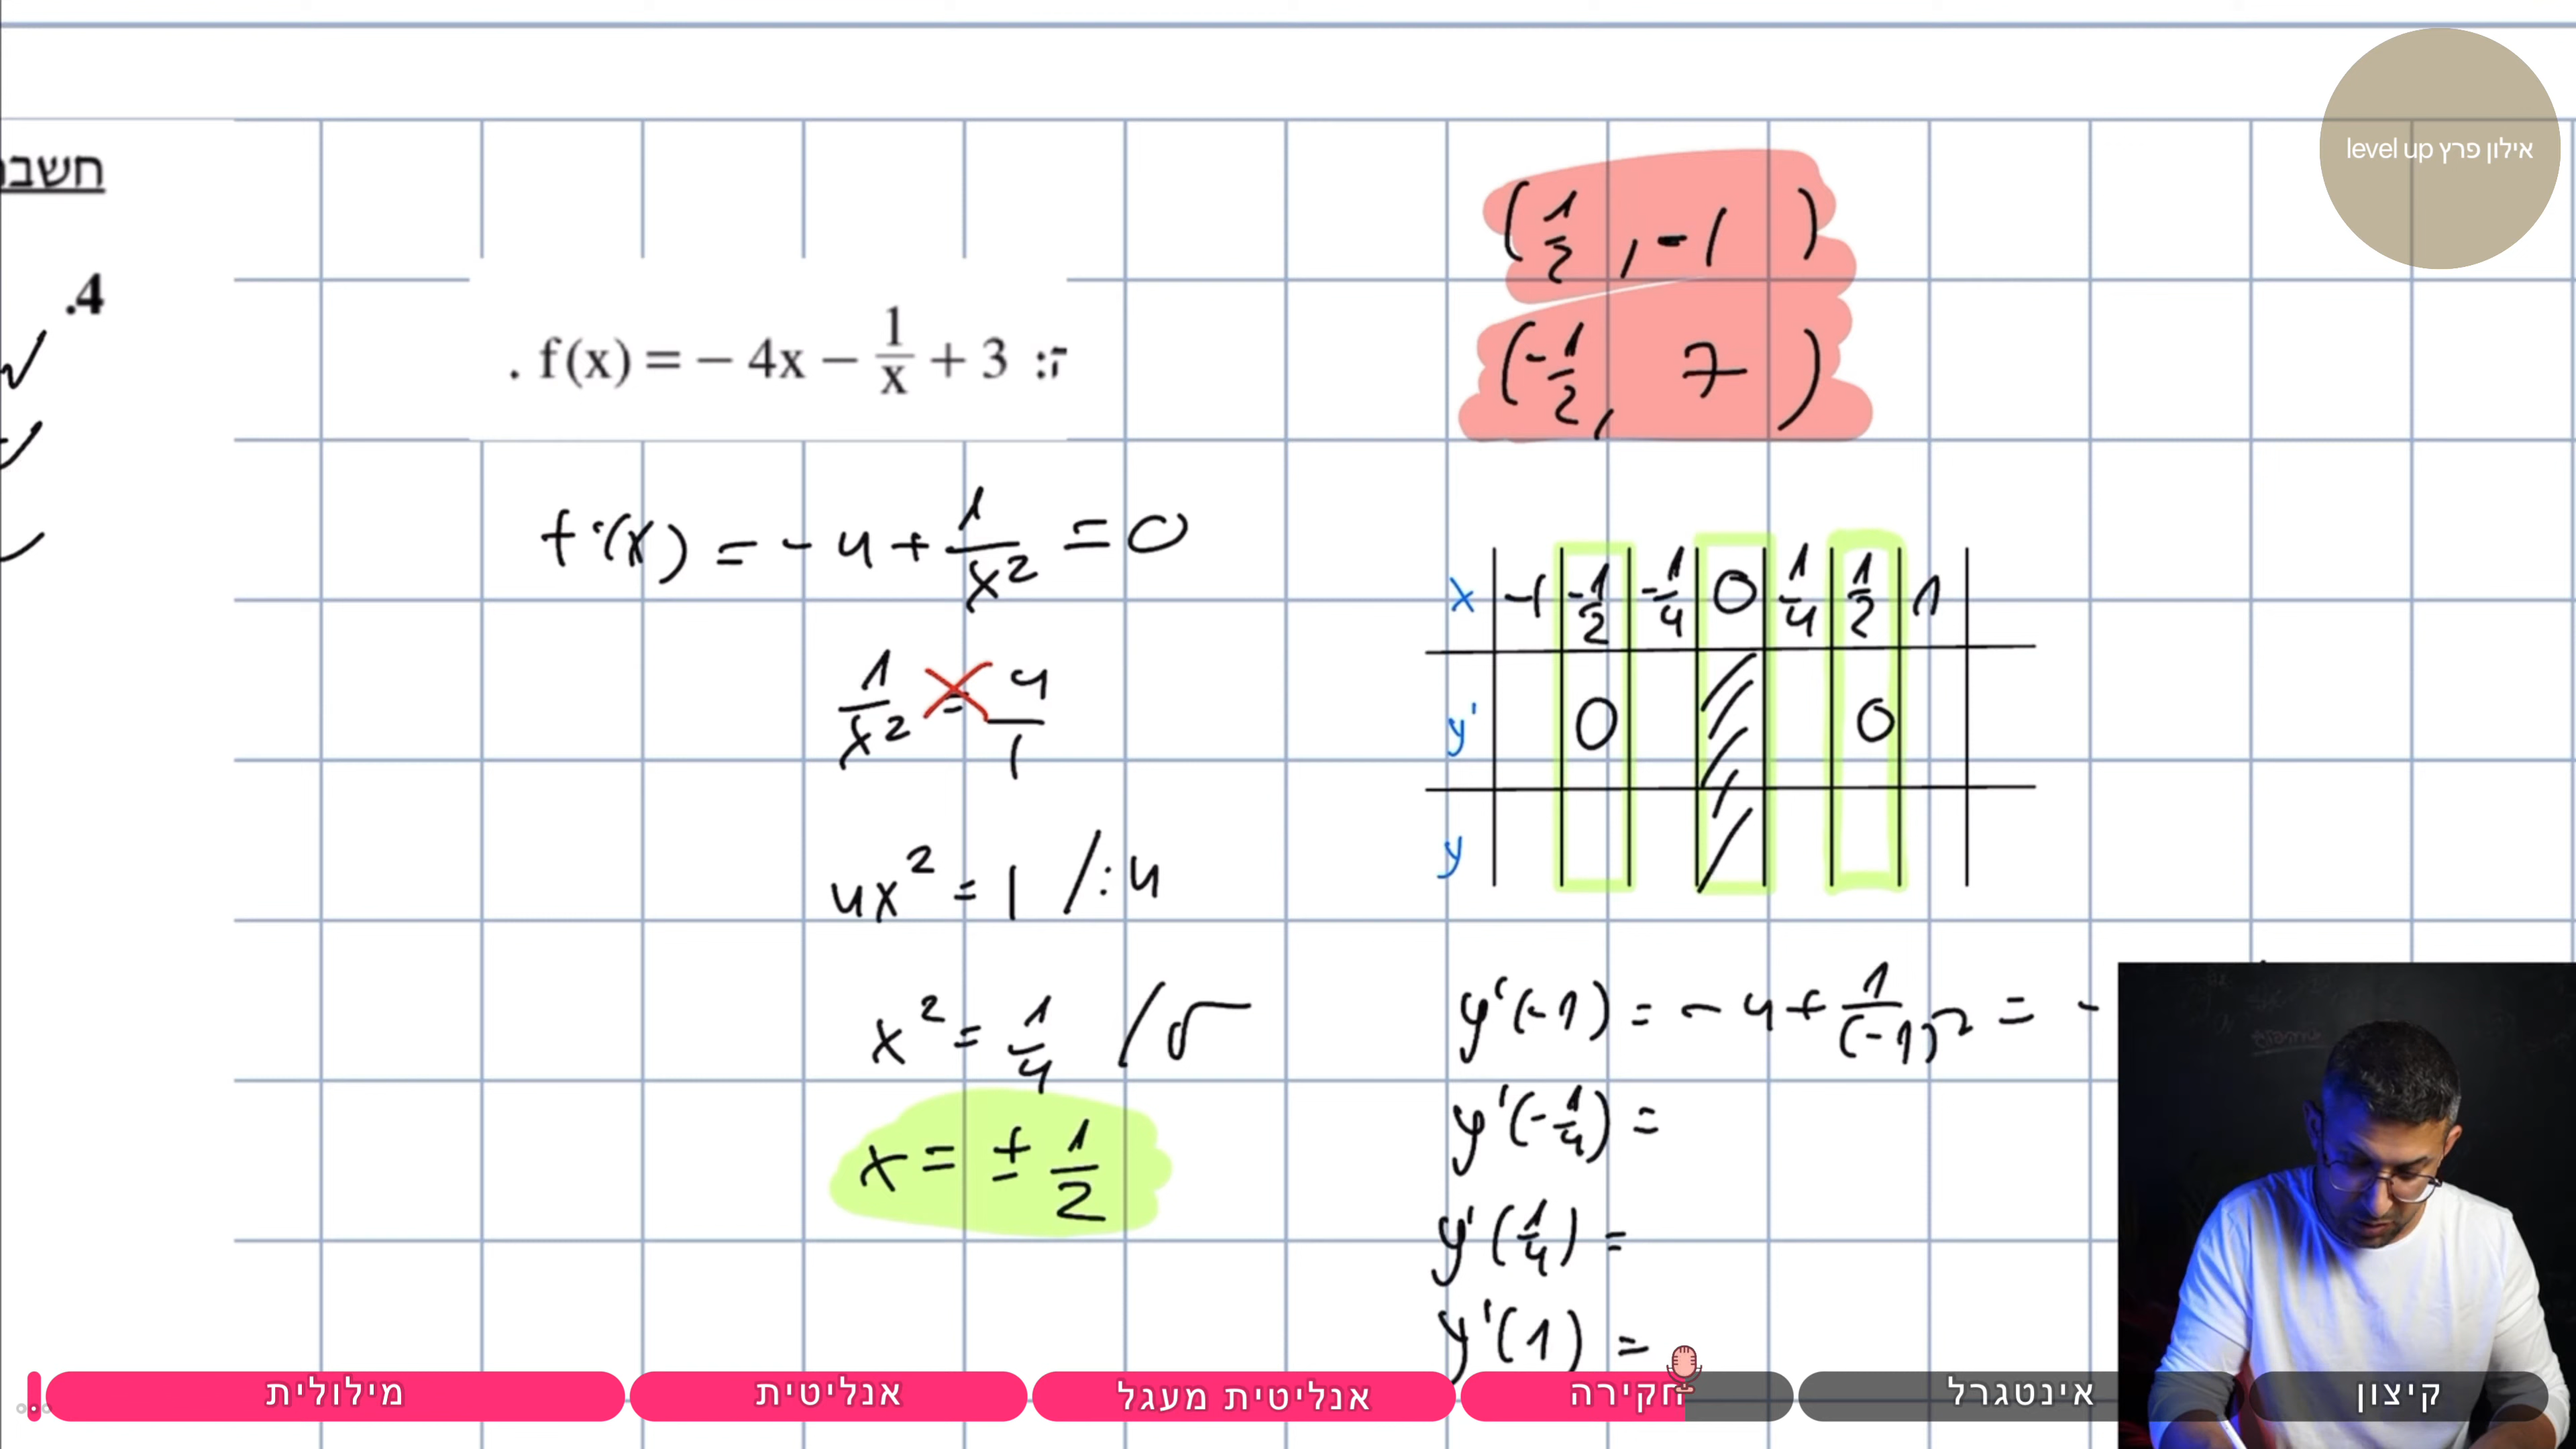 level up אילון פרץ
חשבו
.4
. f(x) = − 4x − 1/x + 3 :ה
f'(x) = - 4 + 1/x² = 0
1/x² = 4/1
4x² = 1 /:4
x² = 1/4 /√
x = ± 1/2
(1/2, -1)
(-1/2, 7)
x | -1 | -1/2 | -1/4 | 0 | 1/4 | 1/2 | 1
y' | 0 | 0
y
y'(-1) = - 4 + 1/(-1)² = -
y'(-1/4) =
y'(1/4) =
y'(1) =
מילולית
אנליטית
אנליטית מעגל
חקירה
אינטגרל
קיצון